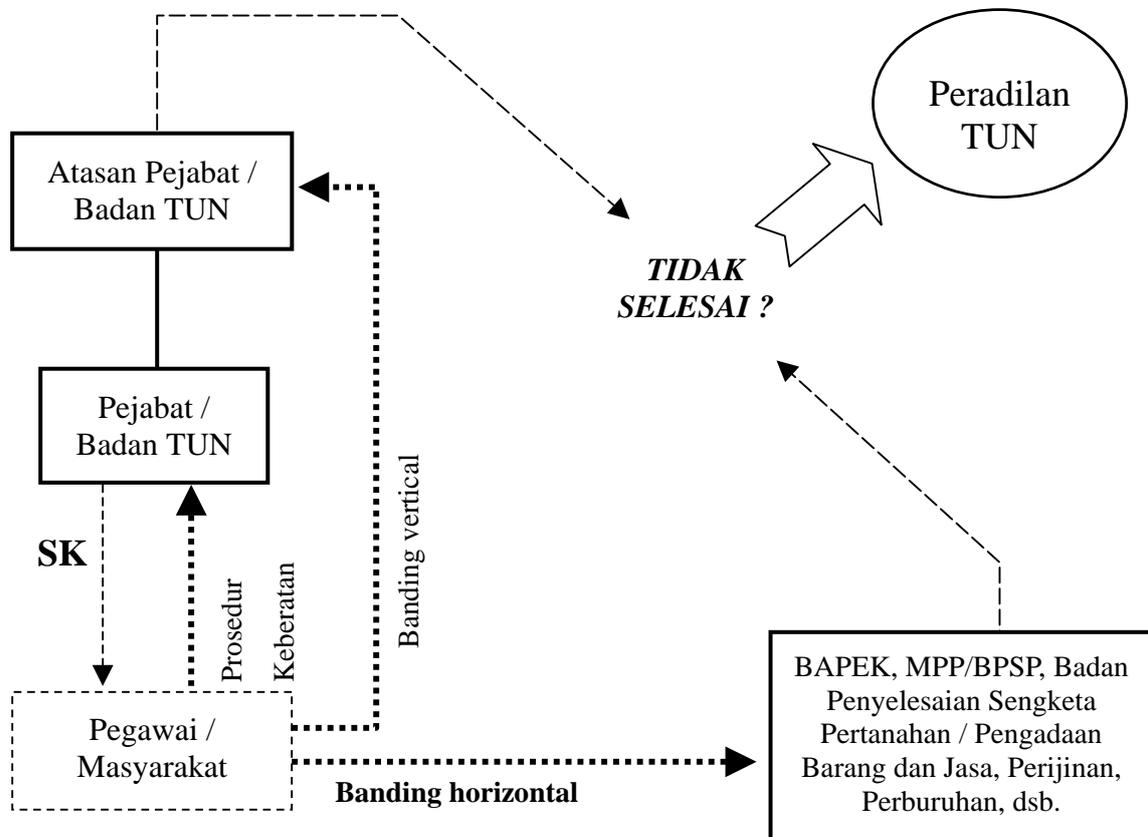 Peradilan
TUN
Atasan Pejabat /
Badan TUN
TIDAK
SELESAI ?
Pejabat /
Badan TUN
SK
Prosedur
Keberatan
Banding vertical
Pegawai /
Masyarakat
Banding horizontal
BAPEK, MPP/BPSP, Badan
Penyelesaian Sengketa
Pertanahan / Pengadaan
Barang dan Jasa, Perijinan,
Perburuhan, dsb.